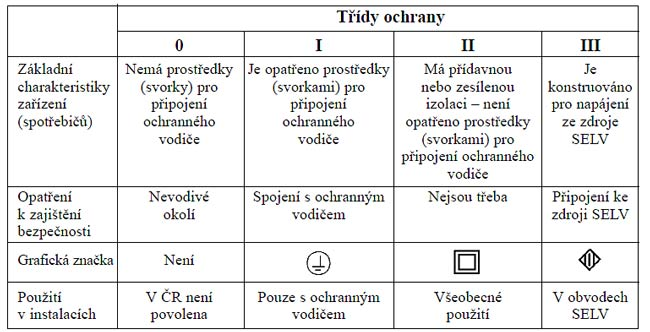 Třídy ochrany
0 I II III
Základní charakteristiky zařízení (spotřebičů)
Nemá prostředky (svorky) pro připojení ochranného vodiče
Je opatřeno prostředky (svorkami) pro připojení ochranného vodiče
Má přídavnou nebo zesílenou izolaci – není opatřeno prostředky (svorkami) pro připojení ochranného vodiče
Je konstruováno pro napájení ze zdroje SELV
Opatření k zajištění bezpečnosti
Nevodivé okolí
Spojení s ochranným vodičem
Nejsou třeba
Připojení ke zdroji SELV
Grafická značka
Není
Použití v instalacích
V ČR není povolena
Pouze s ochranným vodičem
Všeobecné použití
V obvodech SELV